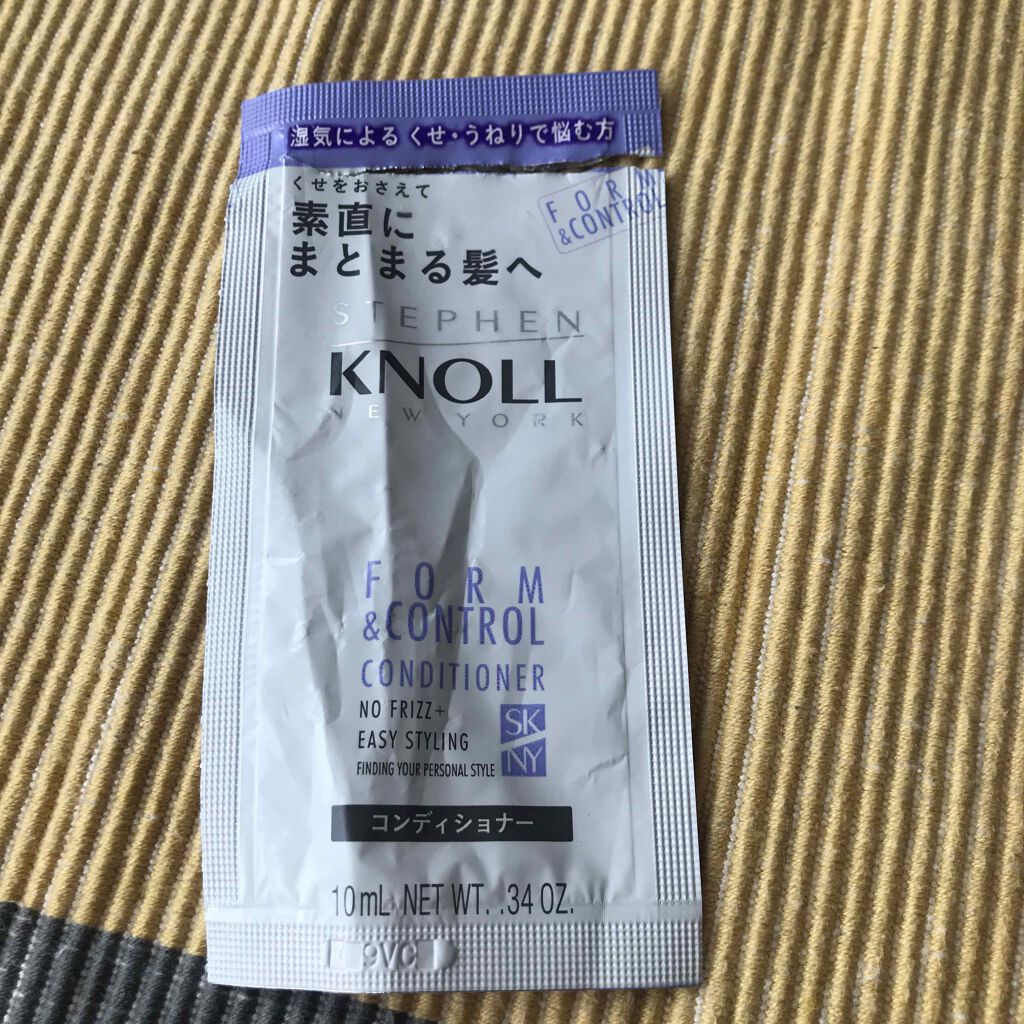 湿気による くせ・うねりで悩む方
くせをおさえて
素直に
まとまる髪へ
FORM
&CONTROL
STEPHEN
KNOLL
NEW YORK
FORM
&CONTROL
CONDITIONER
NO FRIZZ+
EASY STYLING
FINDING YOUR PERSONAL STYLE
SK
NY
コンディショナー
10mL NET WT. .34 OZ.
9VC